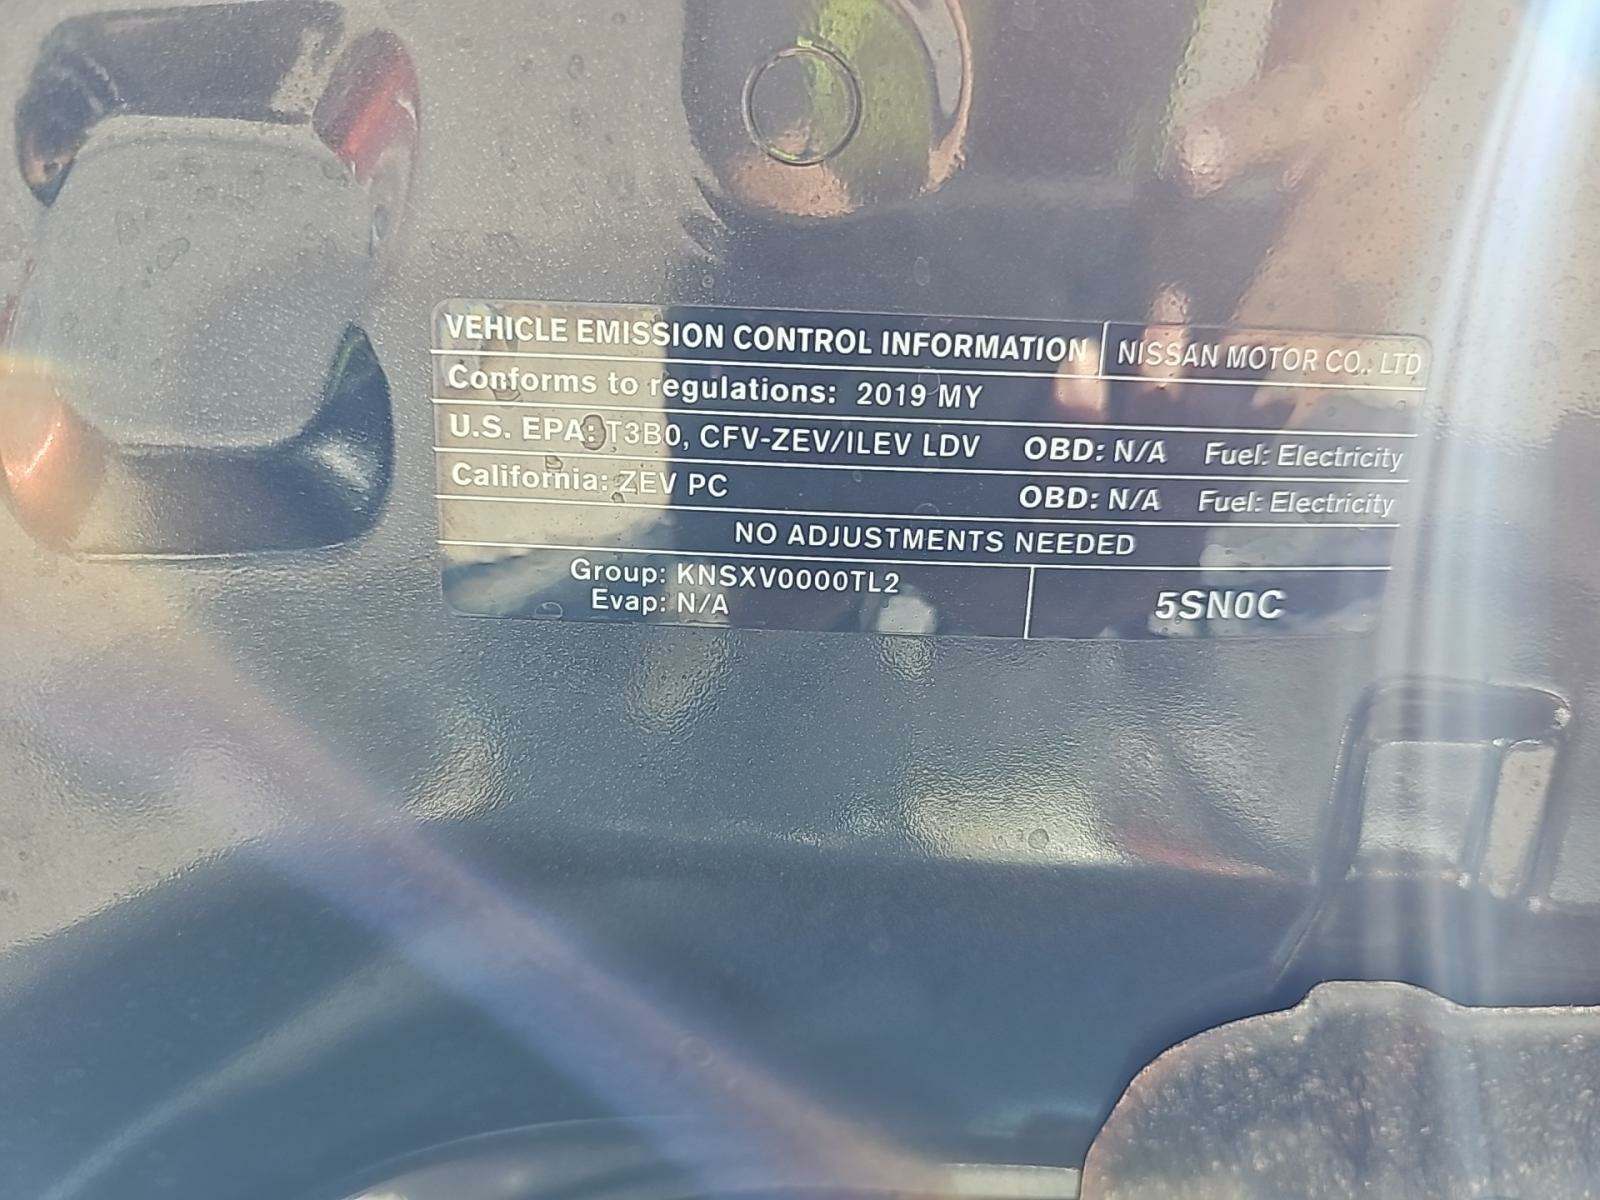 VEHICLE EMISSION CONTROL INFORMATION NISSAN MOTOR CO., LTD
Conforms to regulations: 2019 MY
U.S. EPA: T3B0, CFV-ZEV/ILEV LDV OBD: N/A Fuel: Electricity
California: ZEV PC OBD: N/A Fuel: Electricity
NO ADJUSTMENTS NEEDED
Group: KNSXV0000TL2
Evap: N/A
5SN0C